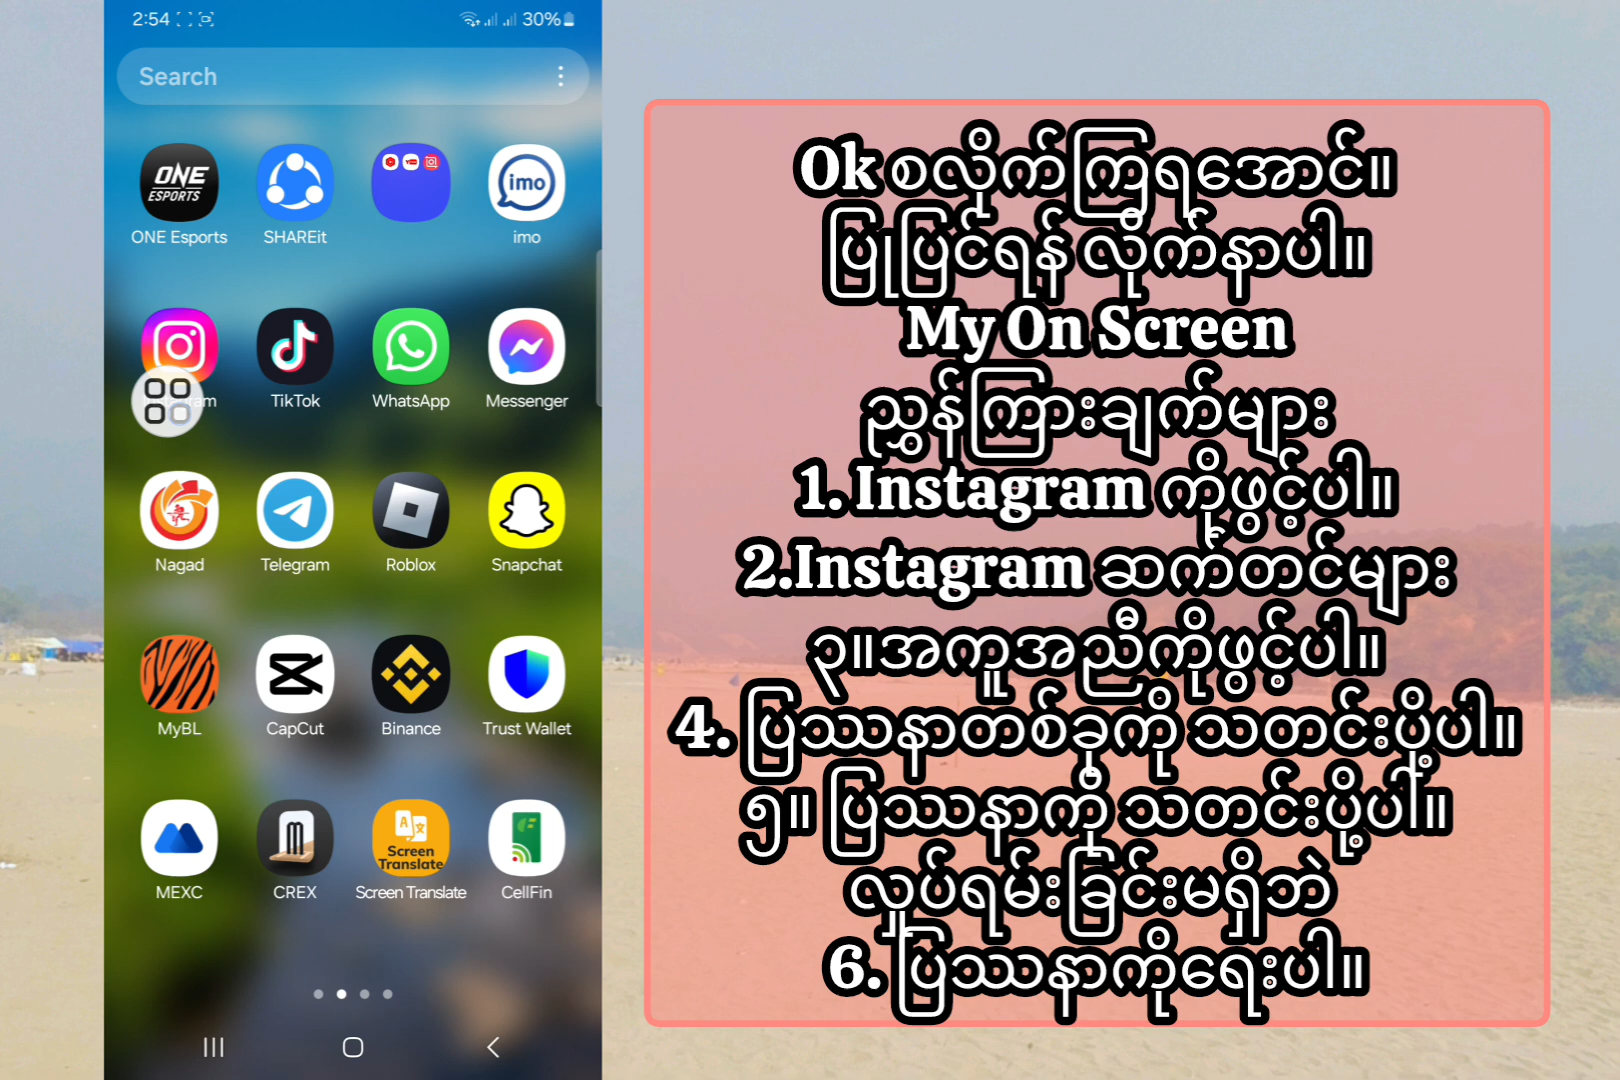 2:54
30%
Search
ONE
ESPORTS
imo
ONE Esports
SHAREit
imo
TikTok
WhatsApp
Messenger
Nagad
Telegram
Roblox
Snapchat
MyBL
CapCut
Binance
Trust Wallet
Screen
Translate
MEXC
CREX
Screen Translate
CellFin
Ok စလိုက်ကြရအောင်။
ပြုပြင်ရန် လိုက်နာပါ။
My On Screen
ညွှန်ကြားချက်များ
1. Instagram ကိုဖွင့်ပါ။
2.Instagram ဆက်တင်များ
၃။အကူအညီကိုဖွင့်ပါ။
4. ပြဿနာတစ်ခုကို သတင်းပို့ပါ။
၅။ ပြဿနာကို သတင်းပို့ပါ။
လှုပ်ရမ်းခြင်းမရှိဘဲ
6. ပြဿနာကိုရေးပါ။